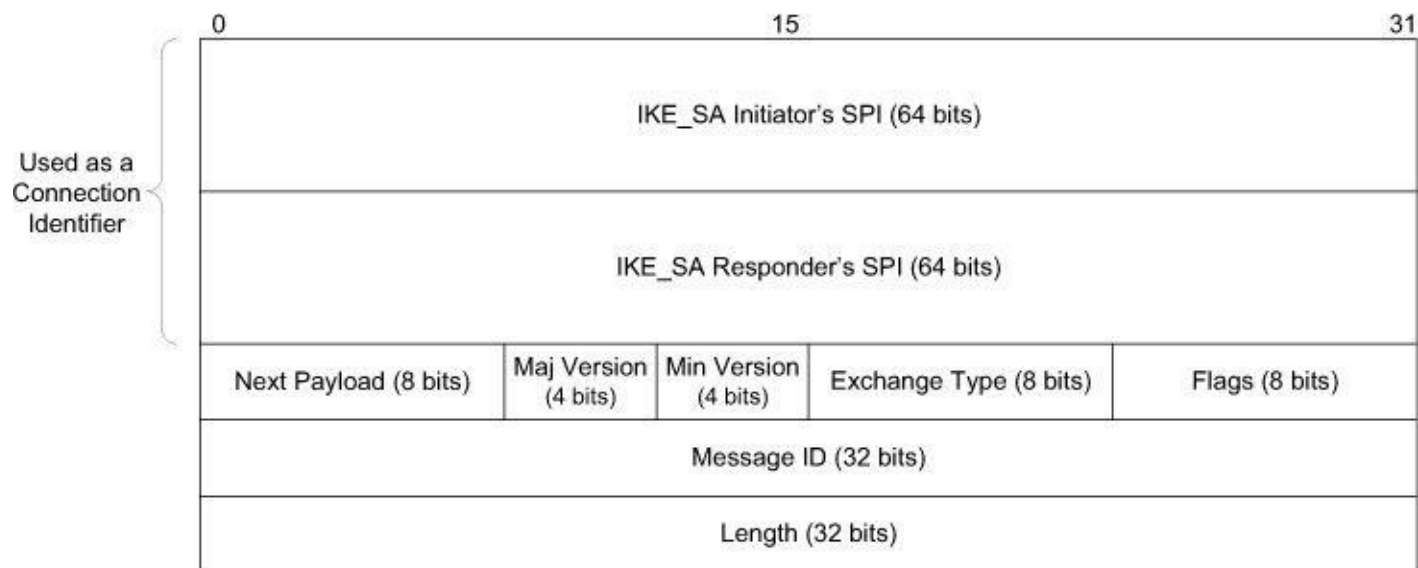 0 15 31
IKE_SA Initiator's SPI (64 bits)
Used as a
Connection
Identifier
IKE_SA Responder's SPI (64 bits)
Next Payload (8 bits)
Maj Version
(4 bits)
Min Version
(4 bits)
Exchange Type (8 bits)
Flags (8 bits)
Message ID (32 bits)
Length (32 bits)